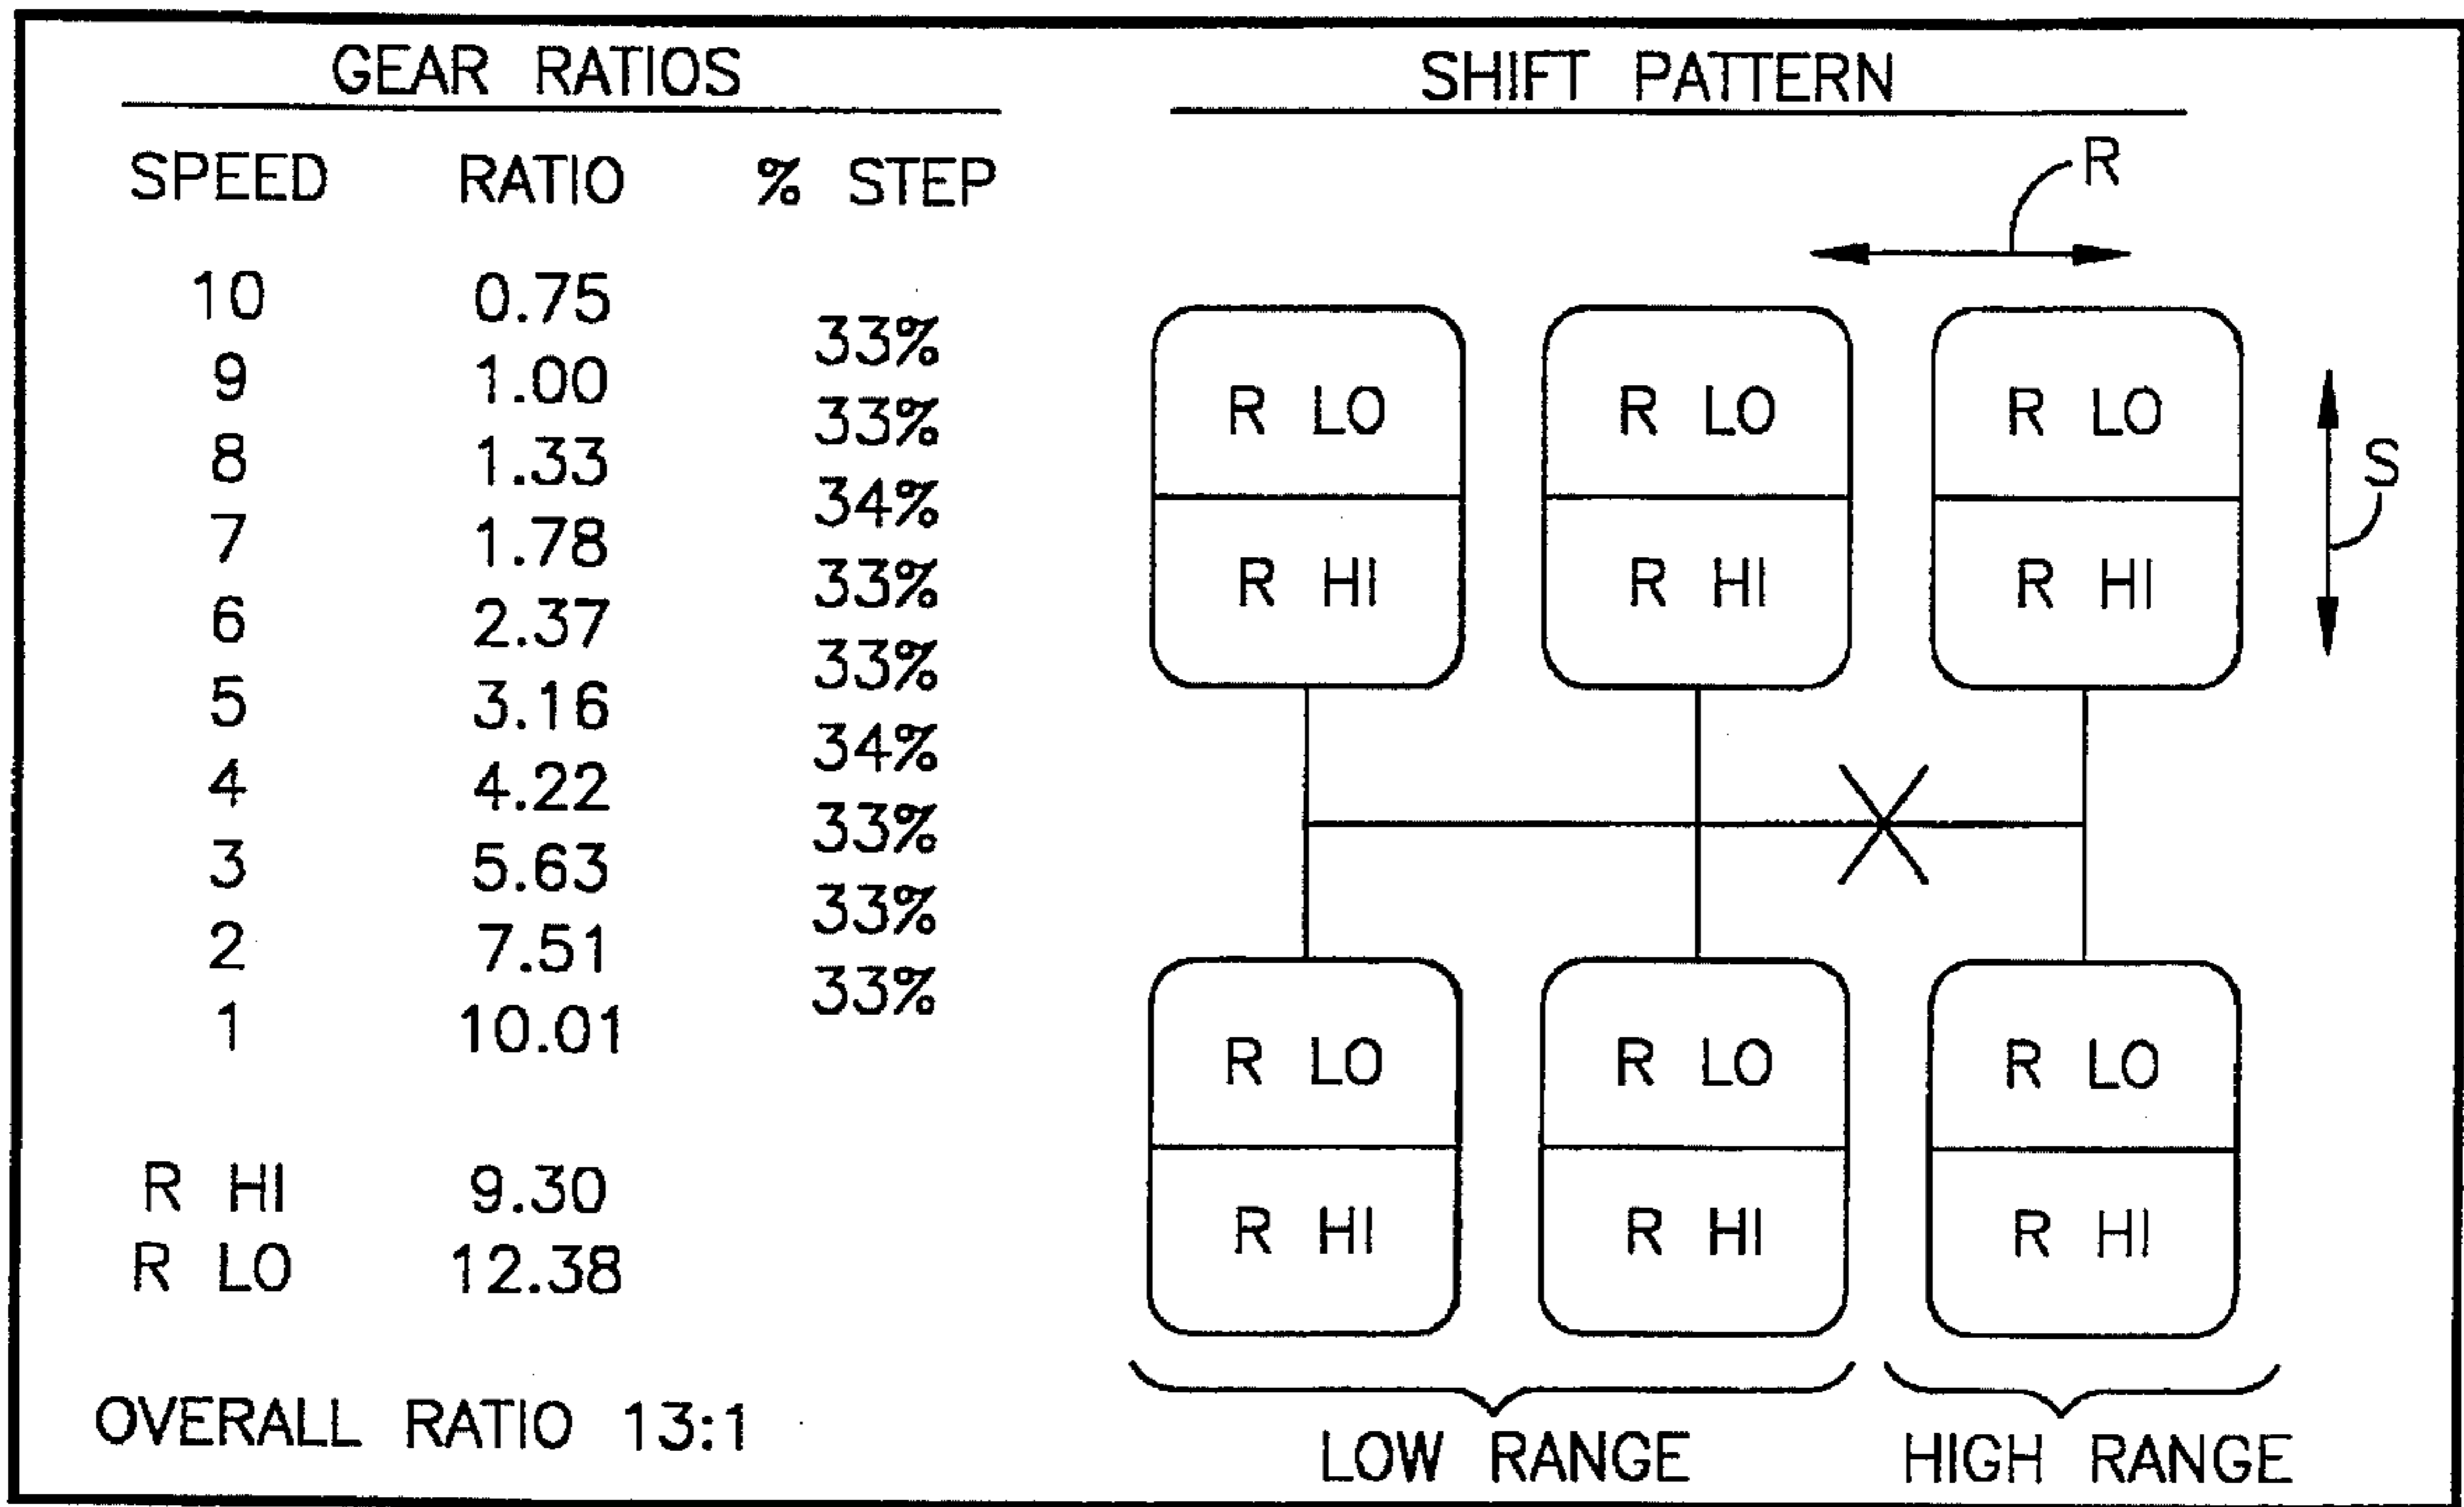 GEAR RATIOS
SPEED RATIO % STEP
10 0.75
33%
9 1.00
33%
8 1.33
34%
7 1.78
33%
6 2.37
33%
5 3.16
34%
4 4.22
33%
3 5.63
33%
2 7.51
33%
1 10.01
R HI 9.30
R LO 12.38
OVERALL RATIO 13:1
SHIFT PATTERN
R
R LO R LO R LO
S
R HI R HI R HI
R LO R LO R LO
R HI R HI R HI
LOW RANGE HIGH RANGE